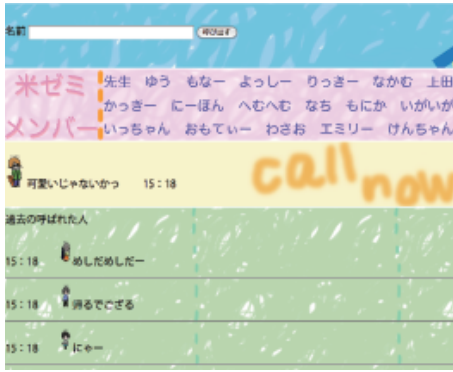 名前 呼び出す
米ゼミ メンバー
先生 ゆう もなー よっしー りっきー なかむ 上田
かっきー にーほん へむへむ なち もにか いがいが
いっちゃん おもてぃー わさお エミリー けんちゃん
可愛いじゃないかっ 15:18
call now
過去の呼ばれた人
15:18 めしだめしだー
15:18 帰るでござる
15:18 にゃー